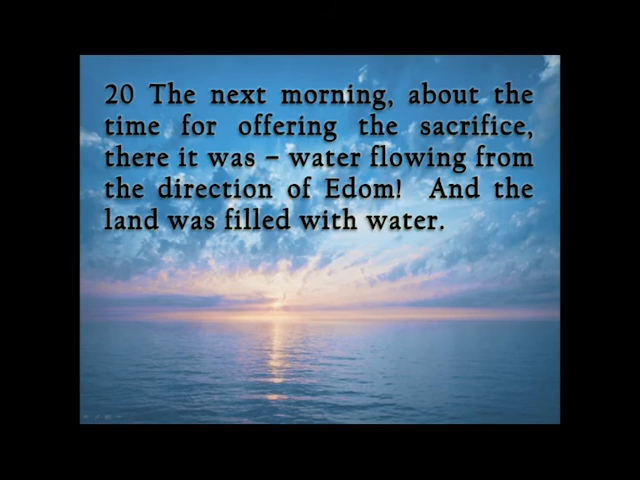 20 The next morning, about the
time for offering the sacrifice,
there it was – water flowing from
the direction of Edom!  And the
land was filled with water.